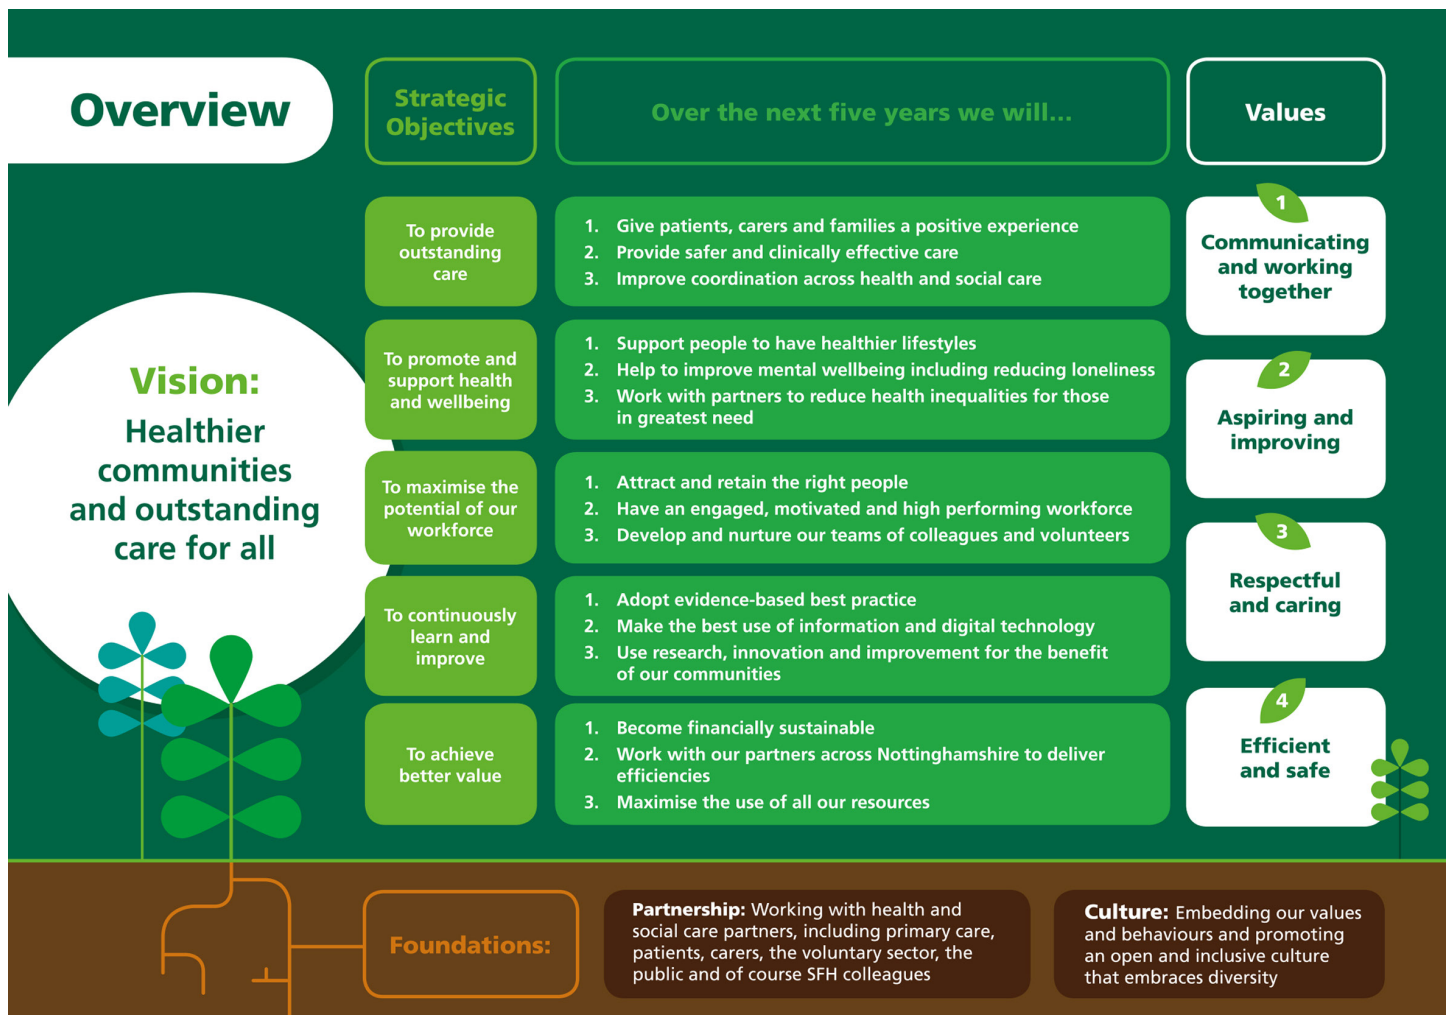 Overview
Strategic
Objectives
Over the next five years we will...
Values
Vision:
Healthier
communities
and outstanding
care for all
To provide
outstanding
care
1. Give patients, carers and families a positive experience
2. Provide safer and clinically effective care
3. Improve coordination across health and social care
To promote and
support health
and wellbeing
1. Support people to have healthier lifestyles
2. Help to improve mental wellbeing including reducing loneliness
3. Work with partners to reduce health inequalities for those
in greatest need
To maximise the
potential of our
workforce
1. Attract and retain the right people
2. Have an engaged, motivated and high performing workforce
3. Develop and nurture our teams of colleagues and volunteers
To continuously
learn and
improve
1. Adopt evidence-based best practice
2. Make the best use of information and digital technology
3. Use research, innovation and improvement for the benefit
of our communities
To achieve
better value
1. Become financially sustainable
2. Work with our partners across Nottinghamshire to deliver
efficiencies
3. Maximise the use of all our resources
1
Communicating
and working
together
2
Aspiring and
improving
3
Respectful
and caring
4
Efficient
and safe
Foundations:
Partnership: Working with health and
social care partners, including primary care,
patients, carers, the voluntary sector, the
public and of course SFH colleagues
Culture: Embedding our values
and behaviours and promoting
an open and inclusive culture
that embraces diversity